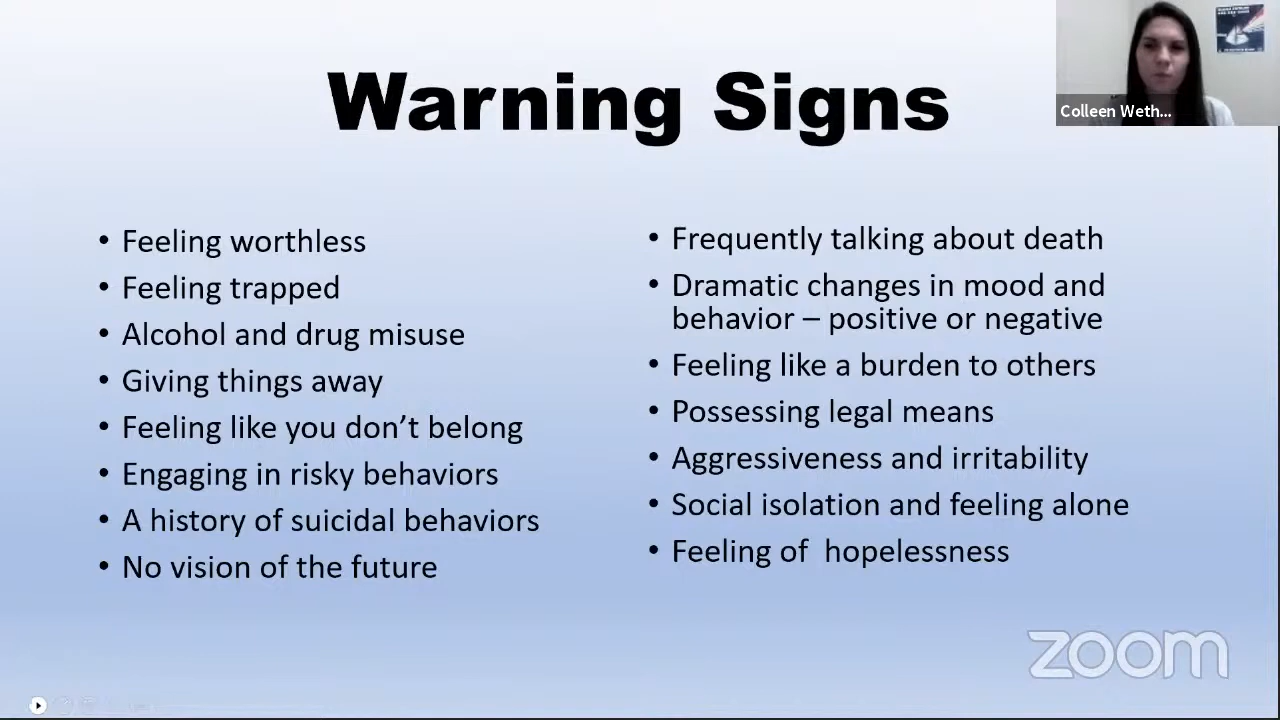 Warning Signs
Colleen Weth...
• Feeling worthless
• Feeling trapped
• Alcohol and drug misuse
• Giving things away
• Feeling like you don’t belong
• Engaging in risky behaviors
• A history of suicidal behaviors
• No vision of the future
• Frequently talking about death
• Dramatic changes in mood and
behavior – positive or negative
• Feeling like a burden to others
• Possessing legal means
• Aggressiveness and irritability
• Social isolation and feeling alone
• Feeling of  hopelessness
zoom